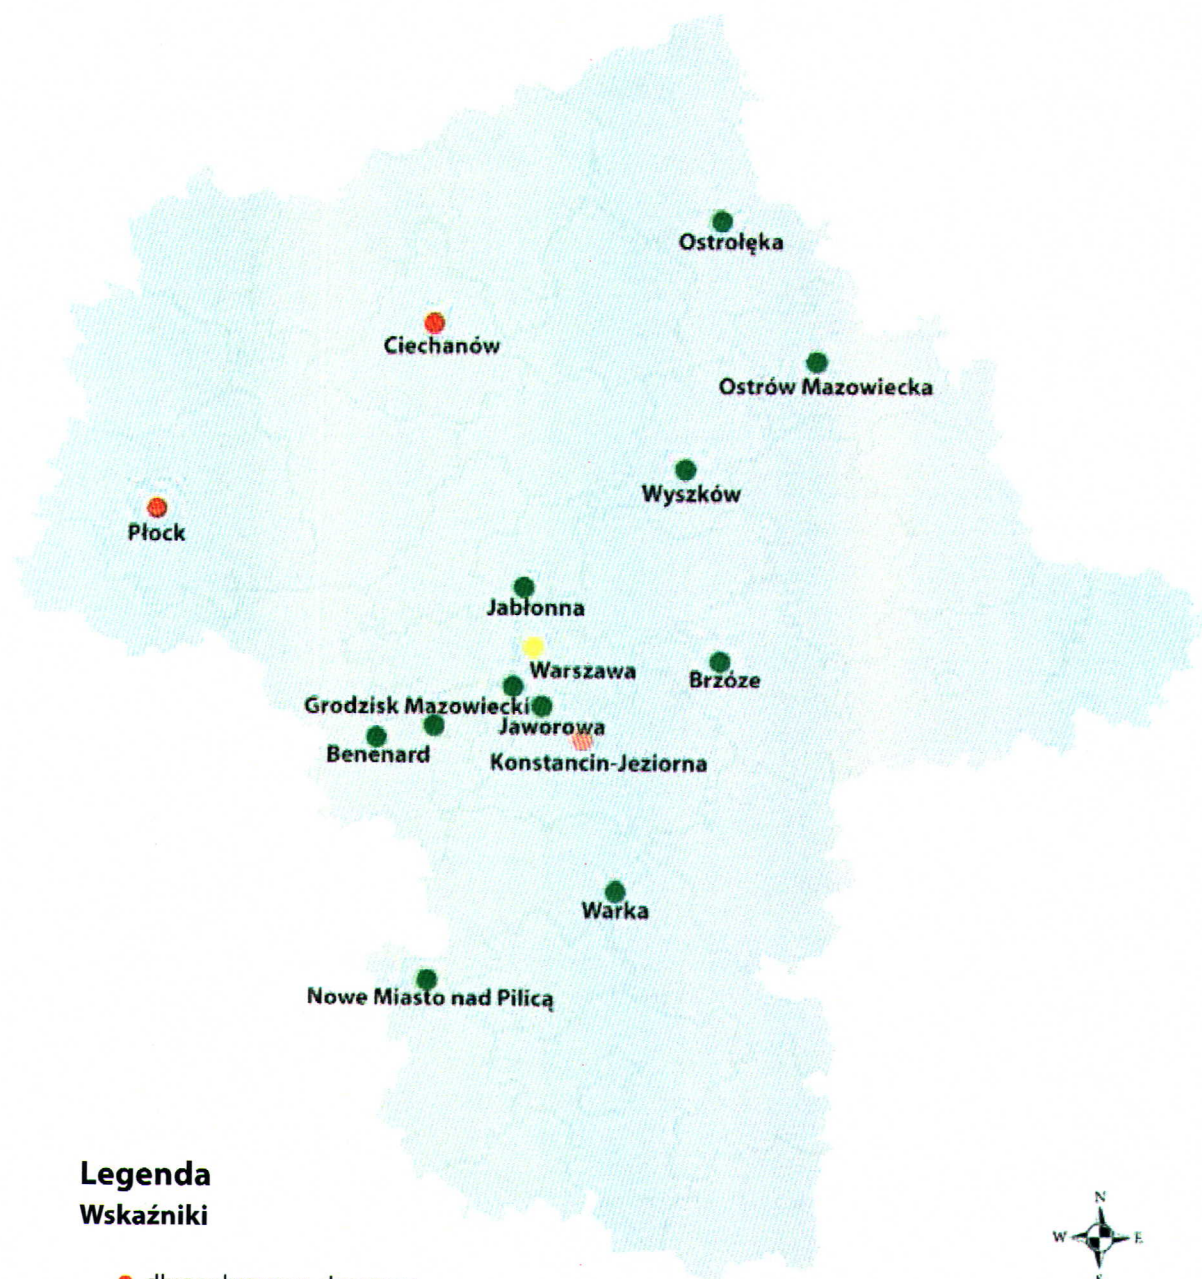 Ostrołęka
Ciechanów
Ostrów Mazowiecka
Wyszków
Płock
Jabłonna
Warszawa
Brzóze
Grodzisk Mazowiecki
Jaworowa
Benenard
Konstancin-Jeziorna
Warka
Nowe Miasto nad Pilicą
Legenda
Wskaźniki
N
W E